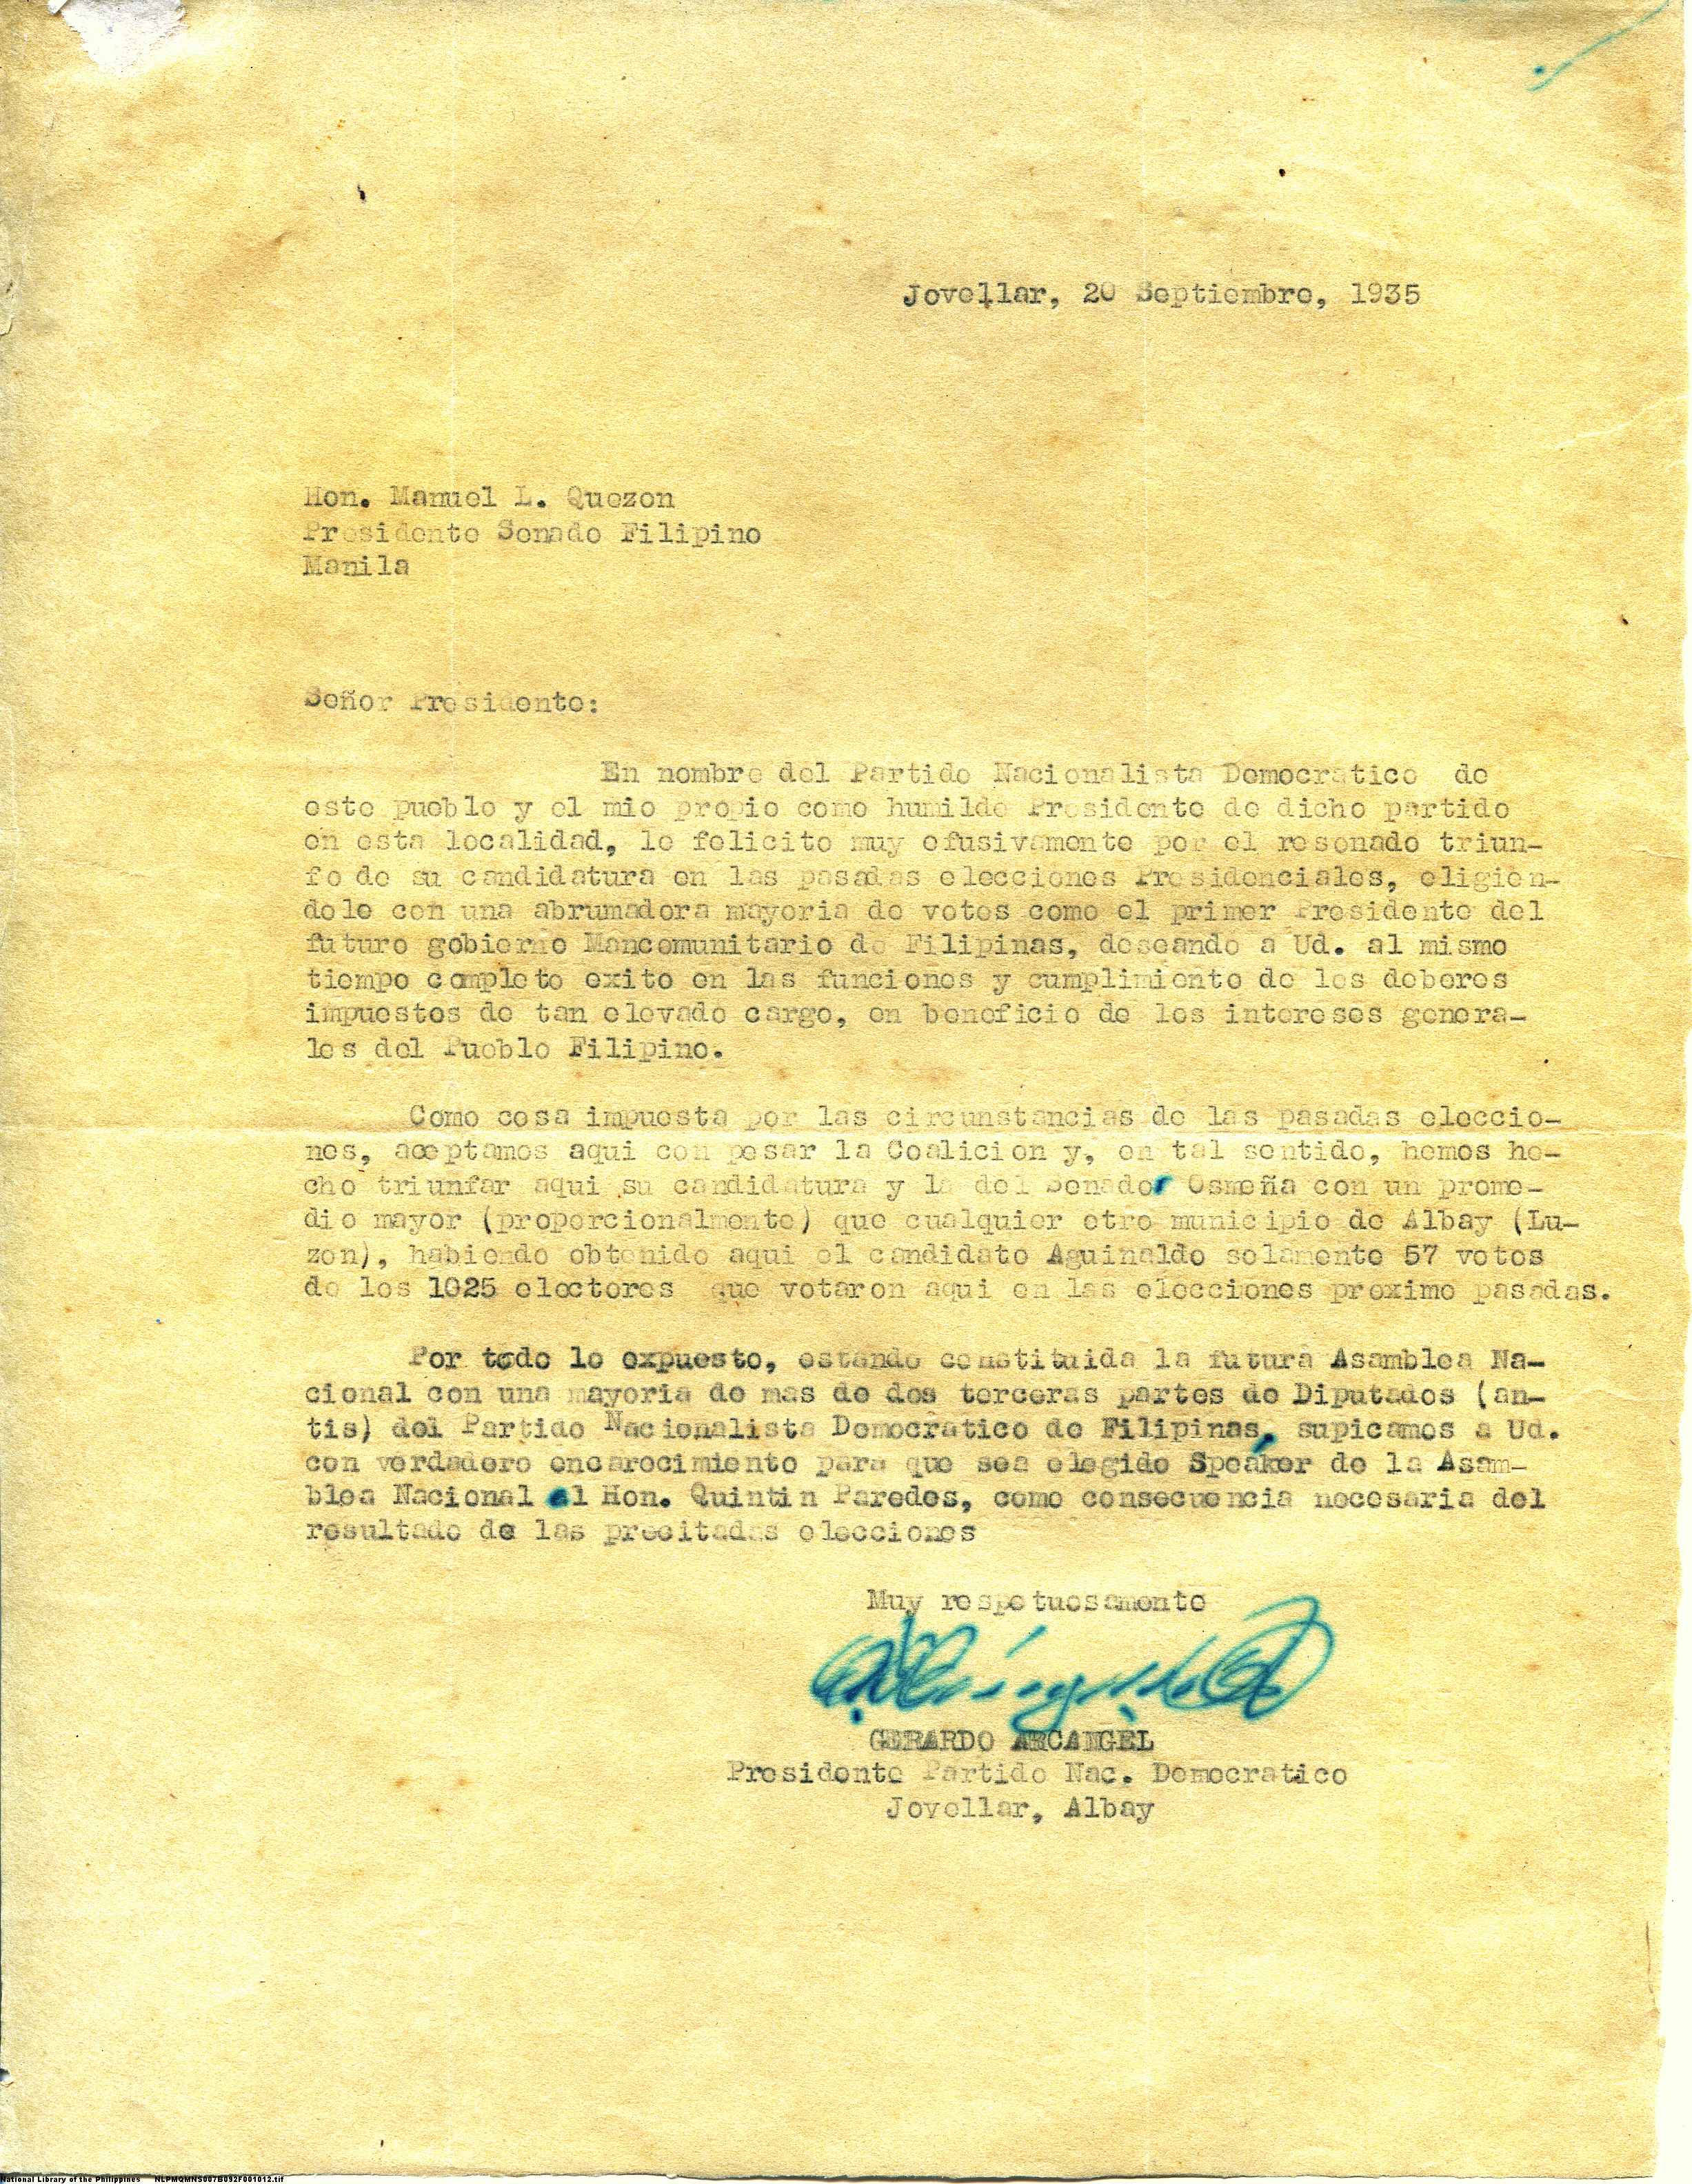 Jovellar, 20 Septiembre, 1935
Hon. Manuel L. Quezon
Presidente Senado Filipino
Manila
Señor Presidente:
En nombre del Partido Nacionalista Democratico de
este pueblo y el mio propio como humilde Presidente de dicho partido
en esta localidad, le felicito muy efusivamente por el resonado triun-
fo de su candidatura en las pasadas elecciones Presidenciales, eligien-
dole con una abrumadora mayoria de votos como el primer Presidente del
futuro gobierno Mancomunitario de Filipinas, deseando a Ud. al mismo
tiempo completo exito en las funciones y cumplimiento de los deberes
impuestos de tan elevado cargo, en beneficio de los intereses genera-
les del Pueblo Filipino.
Como cosa impuesta por las circunstancias de las pasadas eleccio-
nes, aceptamos aqui con pesar la Coalicion y, en tal sentido, hemos he-
cho triunfar aqui su candidatura y la del Senador Osmeña con un prome-
dio mayor (proporcionalmente) que cualquier otro municipio de Albay (Lu-
zon), habiendo obtenido aqui el candidato Aguinaldo solamente 57 votos
de los 1025 electores que votaron aqui en las elecciones proximo pasadas.
Por todo lo expuesto, estando constituida la futura Asamblea Na-
cional con una mayoria de mas de dos terceras partes de Diputados (an-
tis) del Partido Nacionalista Democratico de Filipinas, supicamos a Ud.
con verdadero encarecimiento para que sea elegido Speaker de la Asam-
blea Nacional el Hon. Quintin Paredes, como consecuencia necesaria del
resultado de las precitadas elecciones
Muy respetuosamente
GERARDO ARCANGEL
Presidente Partido Nac. Democratico
Jovellar, Albay
National Library of the Philippines NLPMQMNS007B092F001012.tif